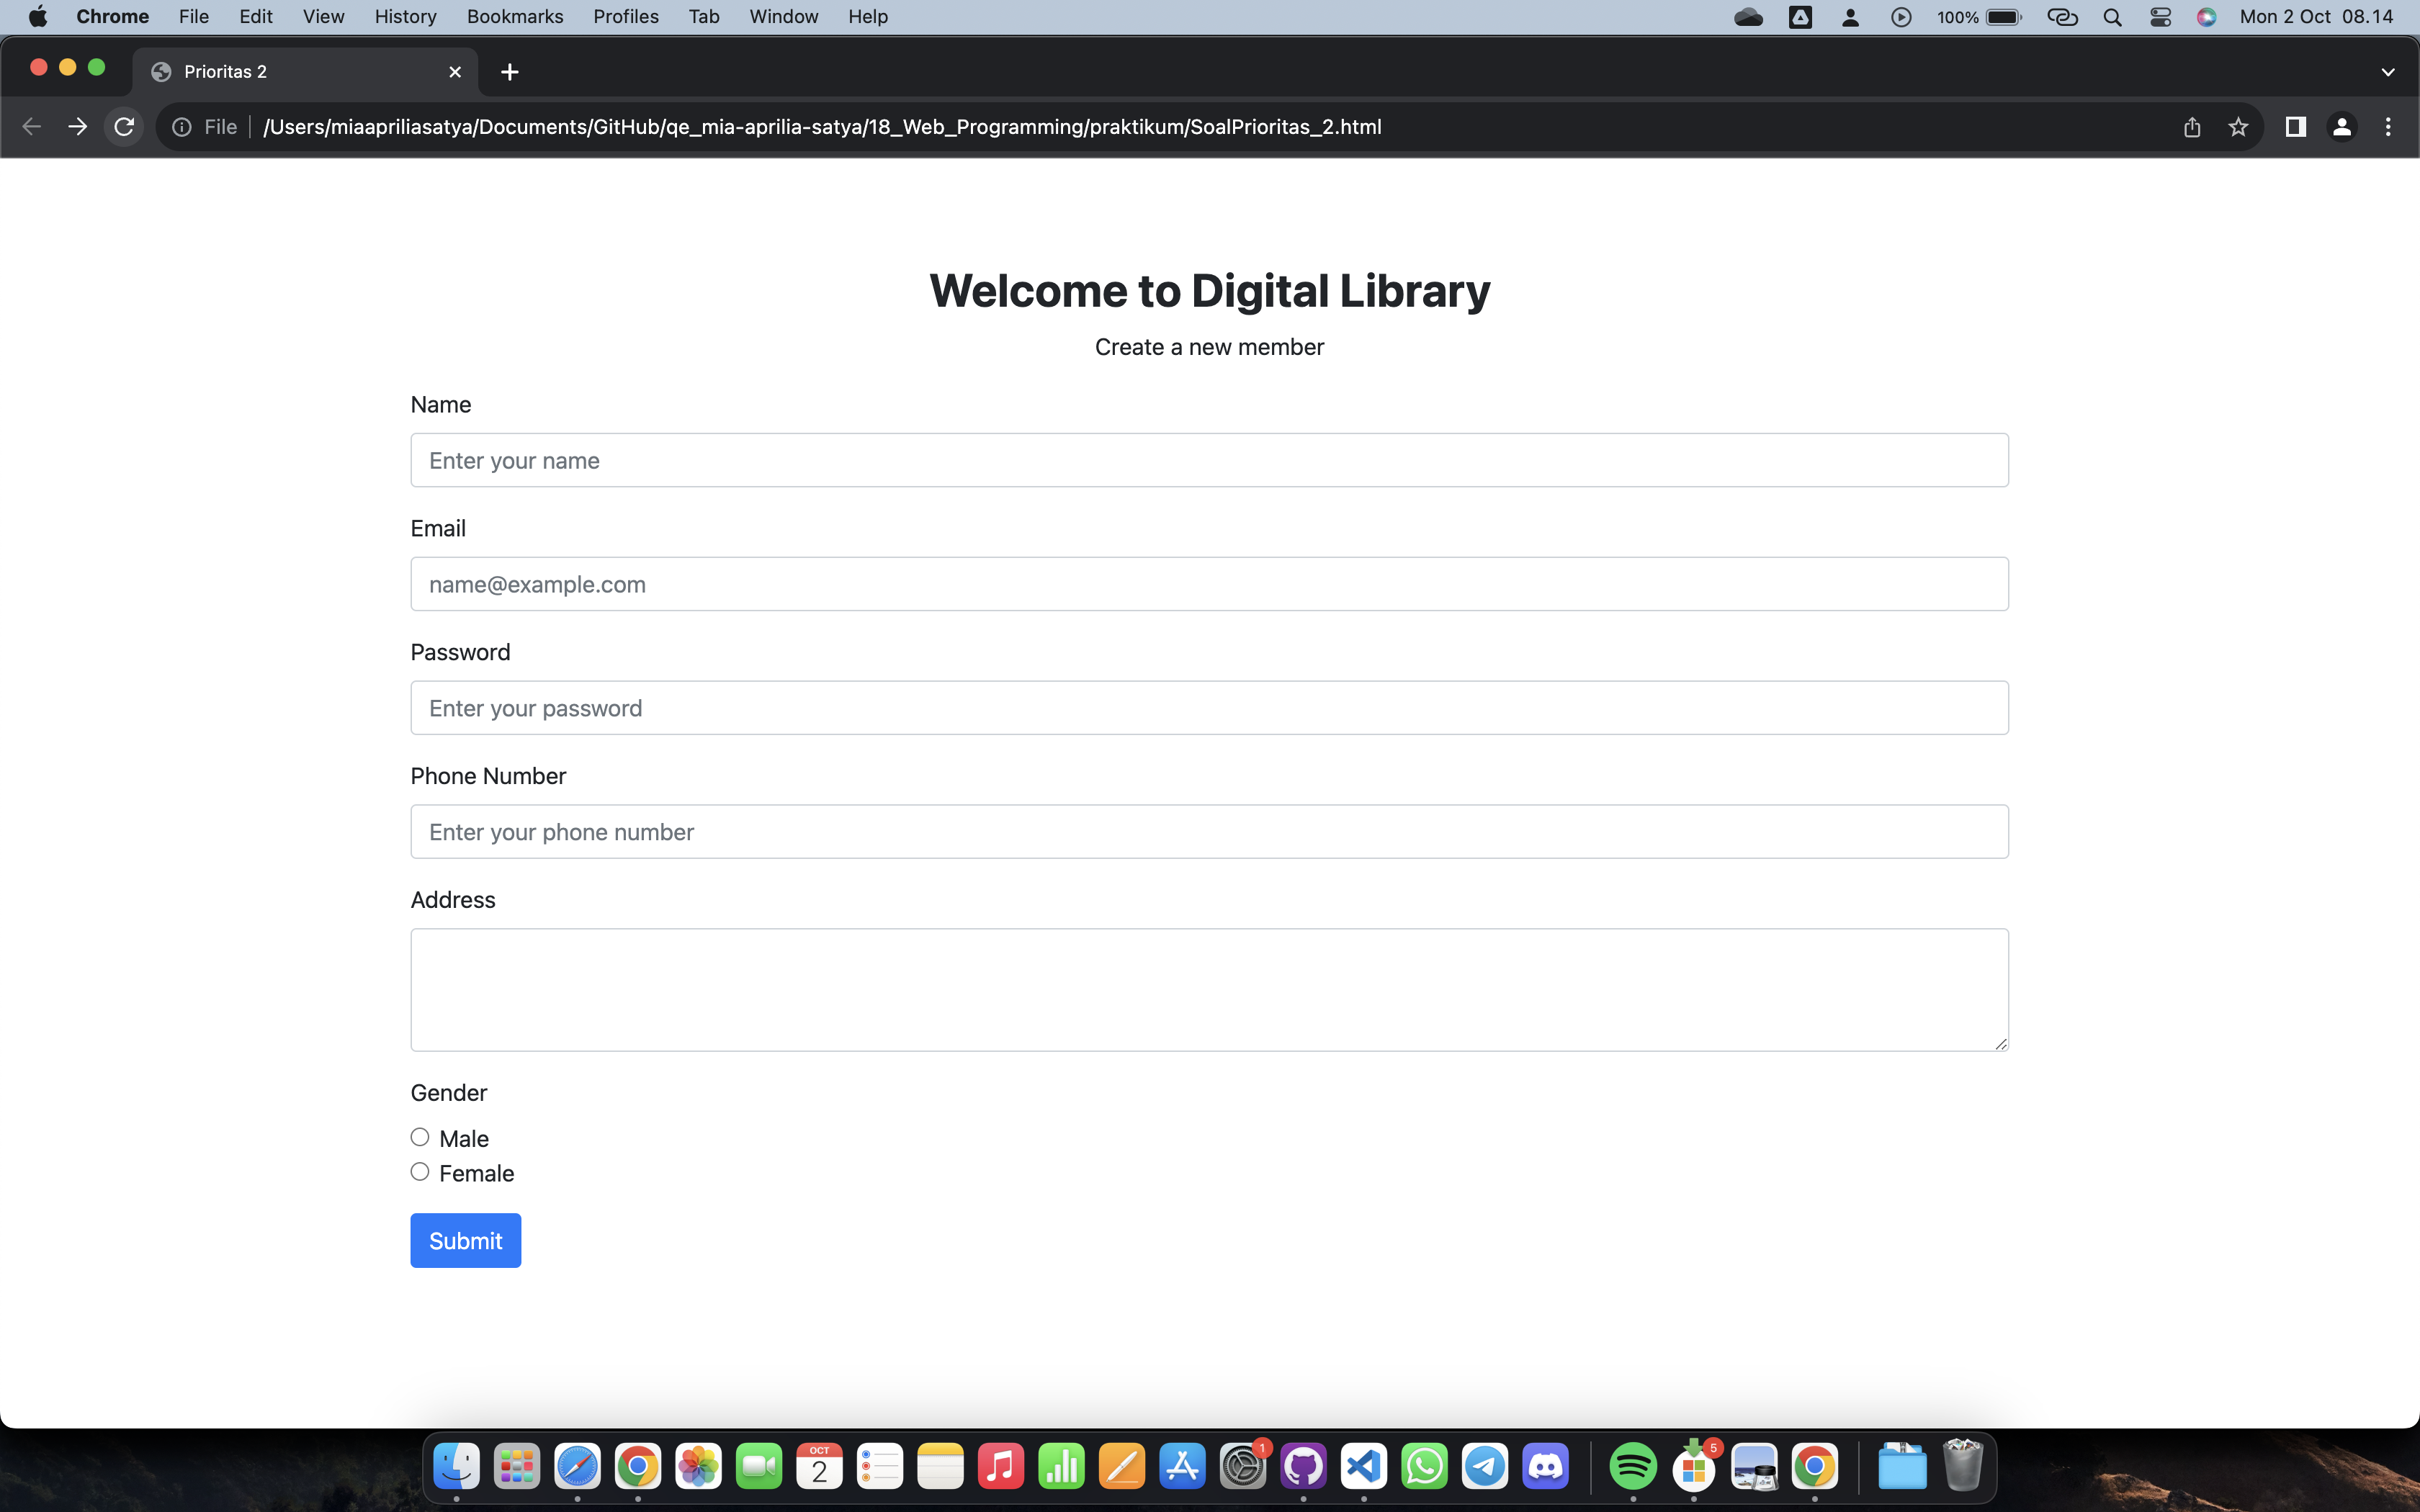 Chrome File Edit View History Bookmarks Profiles Tab Window Help 100% Mon 2 Oct 08.14
Prioritas 2
File /Users/miaapriliasatya/Documents/GitHub/qe_mia-aprilia-satya/18_Web_Programming/praktikum/SoalPrioritas_2.html
Welcome to Digital Library
Create a new member
Name
Enter your name
Email
name@example.com
Password
Enter your password
Phone Number
Enter your phone number
Address
Gender
Male
Female
Submit
OCT
2
1
5